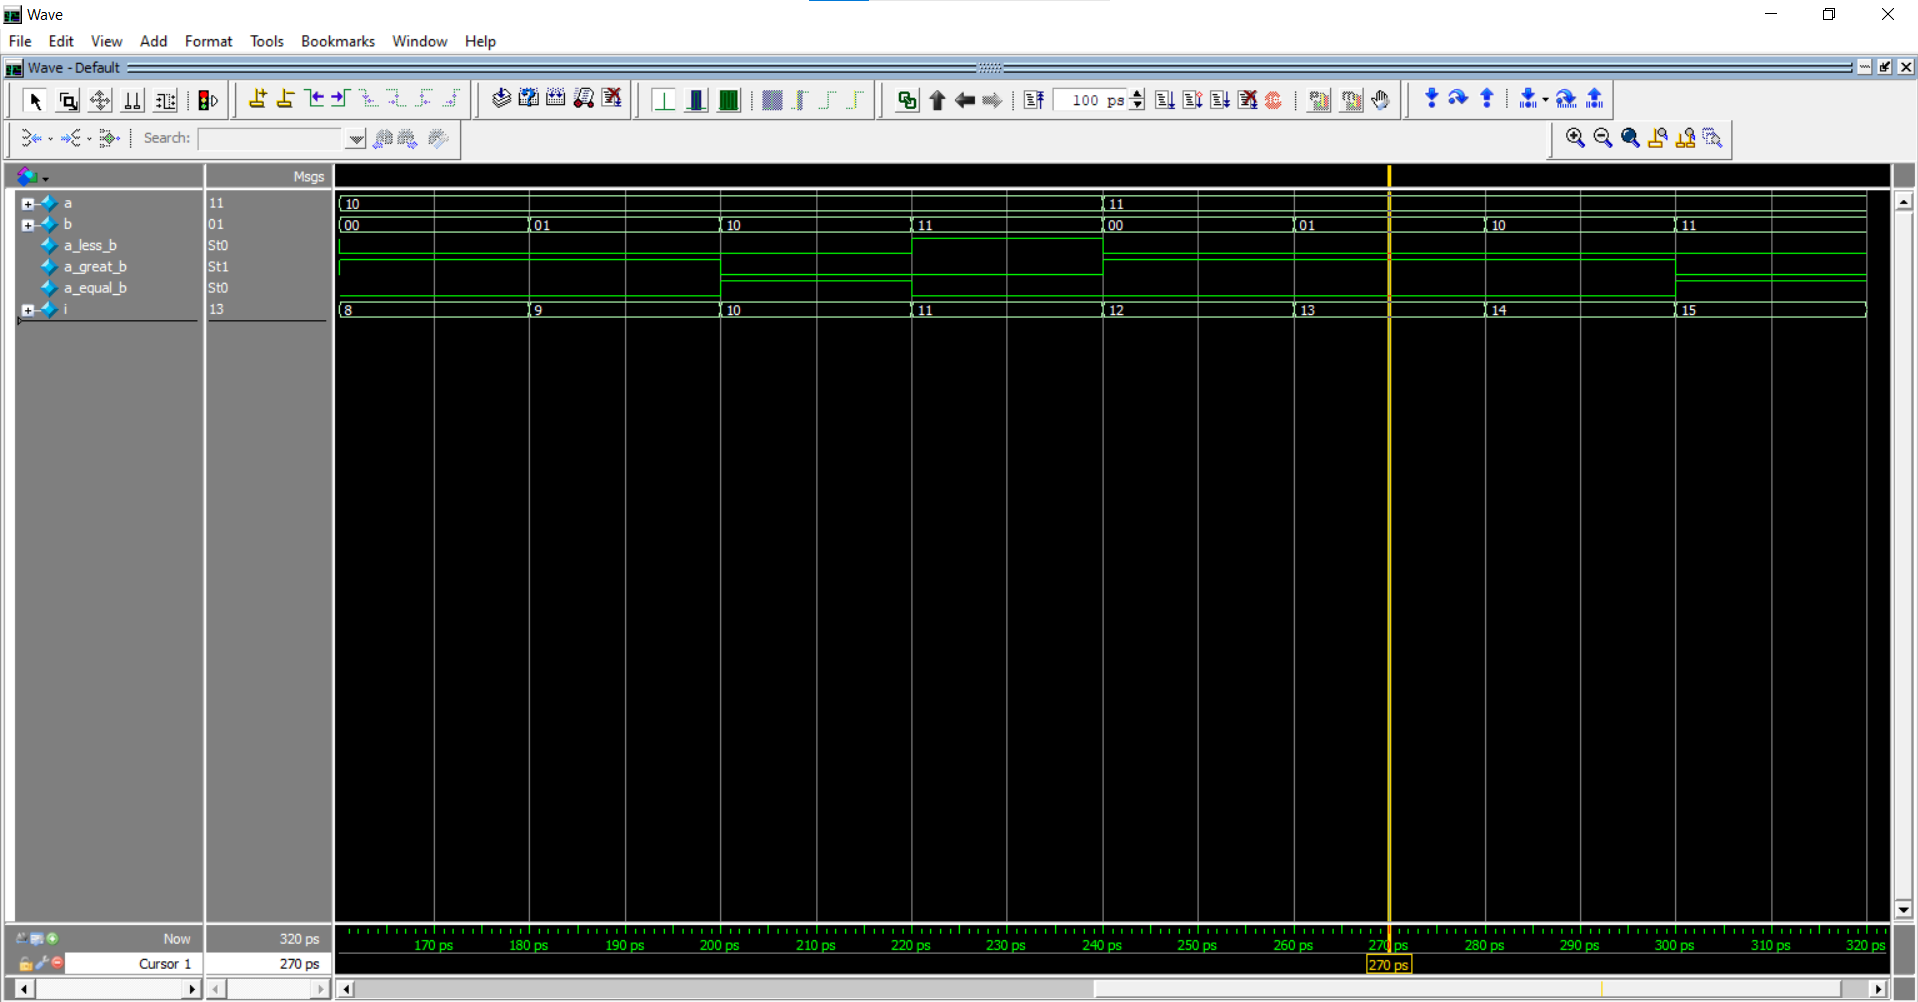 Wave
File Edit View Add Format Tools Bookmarks Window Help
Wave - Default
100 ps
Search:
Msgs
a 11 10 11
b 01 00 01 10 11 00 01 10 11
a_less_b St0
a_great_b St1
a_equal_b St0
i 13 8 9 10 11 12 13 14 15
Now 320 ps 170 ps 180 ps 190 ps 200 ps 210 ps 220 ps 230 ps 240 ps 250 ps 260 ps 270 ps 280 ps 290 ps 300 ps 310 ps 320 ps
Cursor 1 270 ps 270 ps